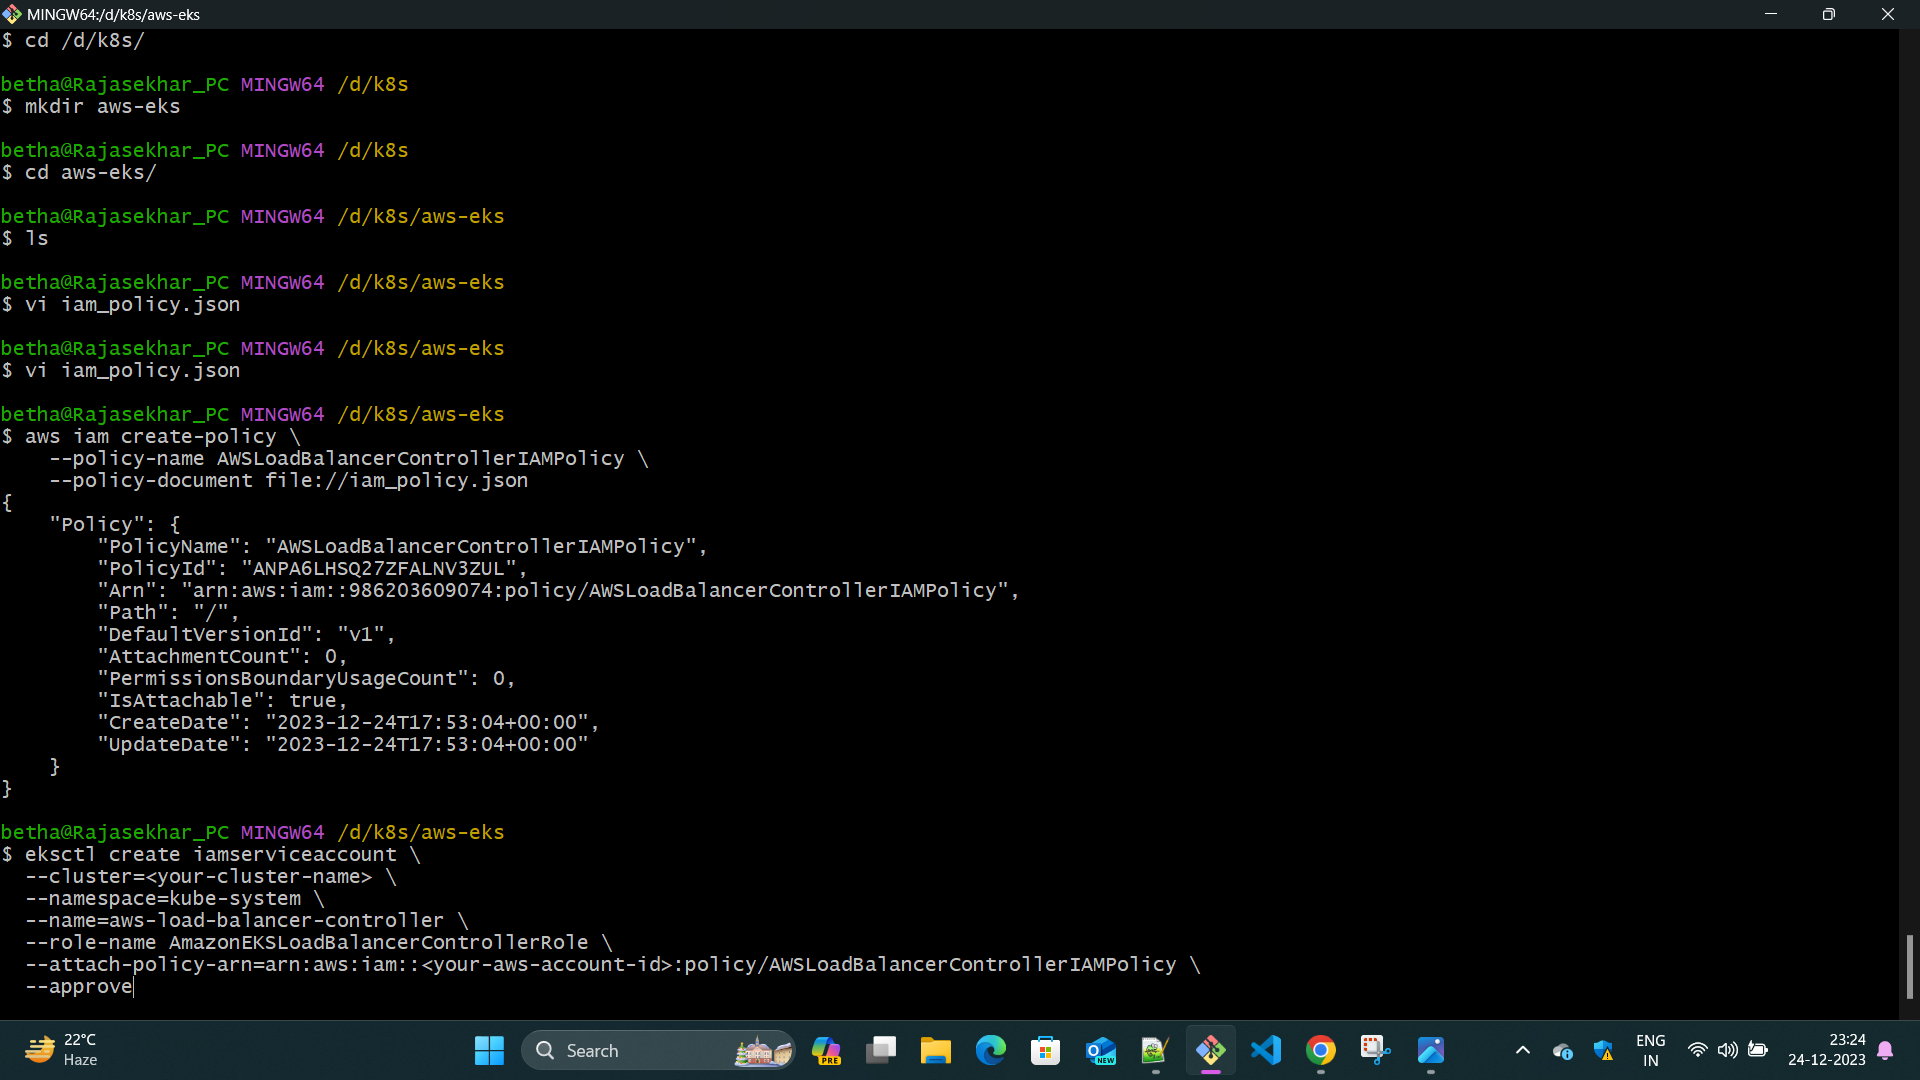 MINGW64:/d/k8s/aws-eks
$ cd /d/k8s/
betha@Rajasekhar_PC MINGW64 /d/k8s
$ mkdir aws-eks
betha@Rajasekhar_PC MINGW64 /d/k8s
$ cd aws-eks/
betha@Rajasekhar_PC MINGW64 /d/k8s/aws-eks
$ ls
betha@Rajasekhar_PC MINGW64 /d/k8s/aws-eks
$ vi iam_policy.json
betha@Rajasekhar_PC MINGW64 /d/k8s/aws-eks
$ vi iam_policy.json
betha@Rajasekhar_PC MINGW64 /d/k8s/aws-eks
$ aws iam create-policy \
    --policy-name AWSLoadBalancerControllerIAMPolicy \
    --policy-document file://iam_policy.json
{
    "Policy": {
        "PolicyName": "AWSLoadBalancerControllerIAMPolicy",
        "PolicyId": "ANPA6LHSQ27ZFALNV3ZUL",
        "Arn": "arn:aws:iam::986203609074:policy/AWSLoadBalancerControllerIAMPolicy",
        "Path": "/",
        "DefaultVersionId": "v1",
        "AttachmentCount": 0,
        "PermissionsBoundaryUsageCount": 0,
        "IsAttachable": true,
        "CreateDate": "2023-12-24T17:53:04+00:00",
        "UpdateDate": "2023-12-24T17:53:04+00:00"
    }
}
betha@Rajasekhar_PC MINGW64 /d/k8s/aws-eks
$ eksctl create iamserviceaccount \
  --cluster=<your-cluster-name> \
  --namespace=kube-system \
  --name=aws-load-balancer-controller \
  --role-name AmazonEKSLoadBalancerControllerRole \
  --attach-policy-arn=arn:aws:iam::<your-aws-account-id>:policy/AWSLoadBalancerControllerIAMPolicy \
  --approve
22°C
Haze
Search
PRE
NEW
ENG
IN
23:24
24-12-2023